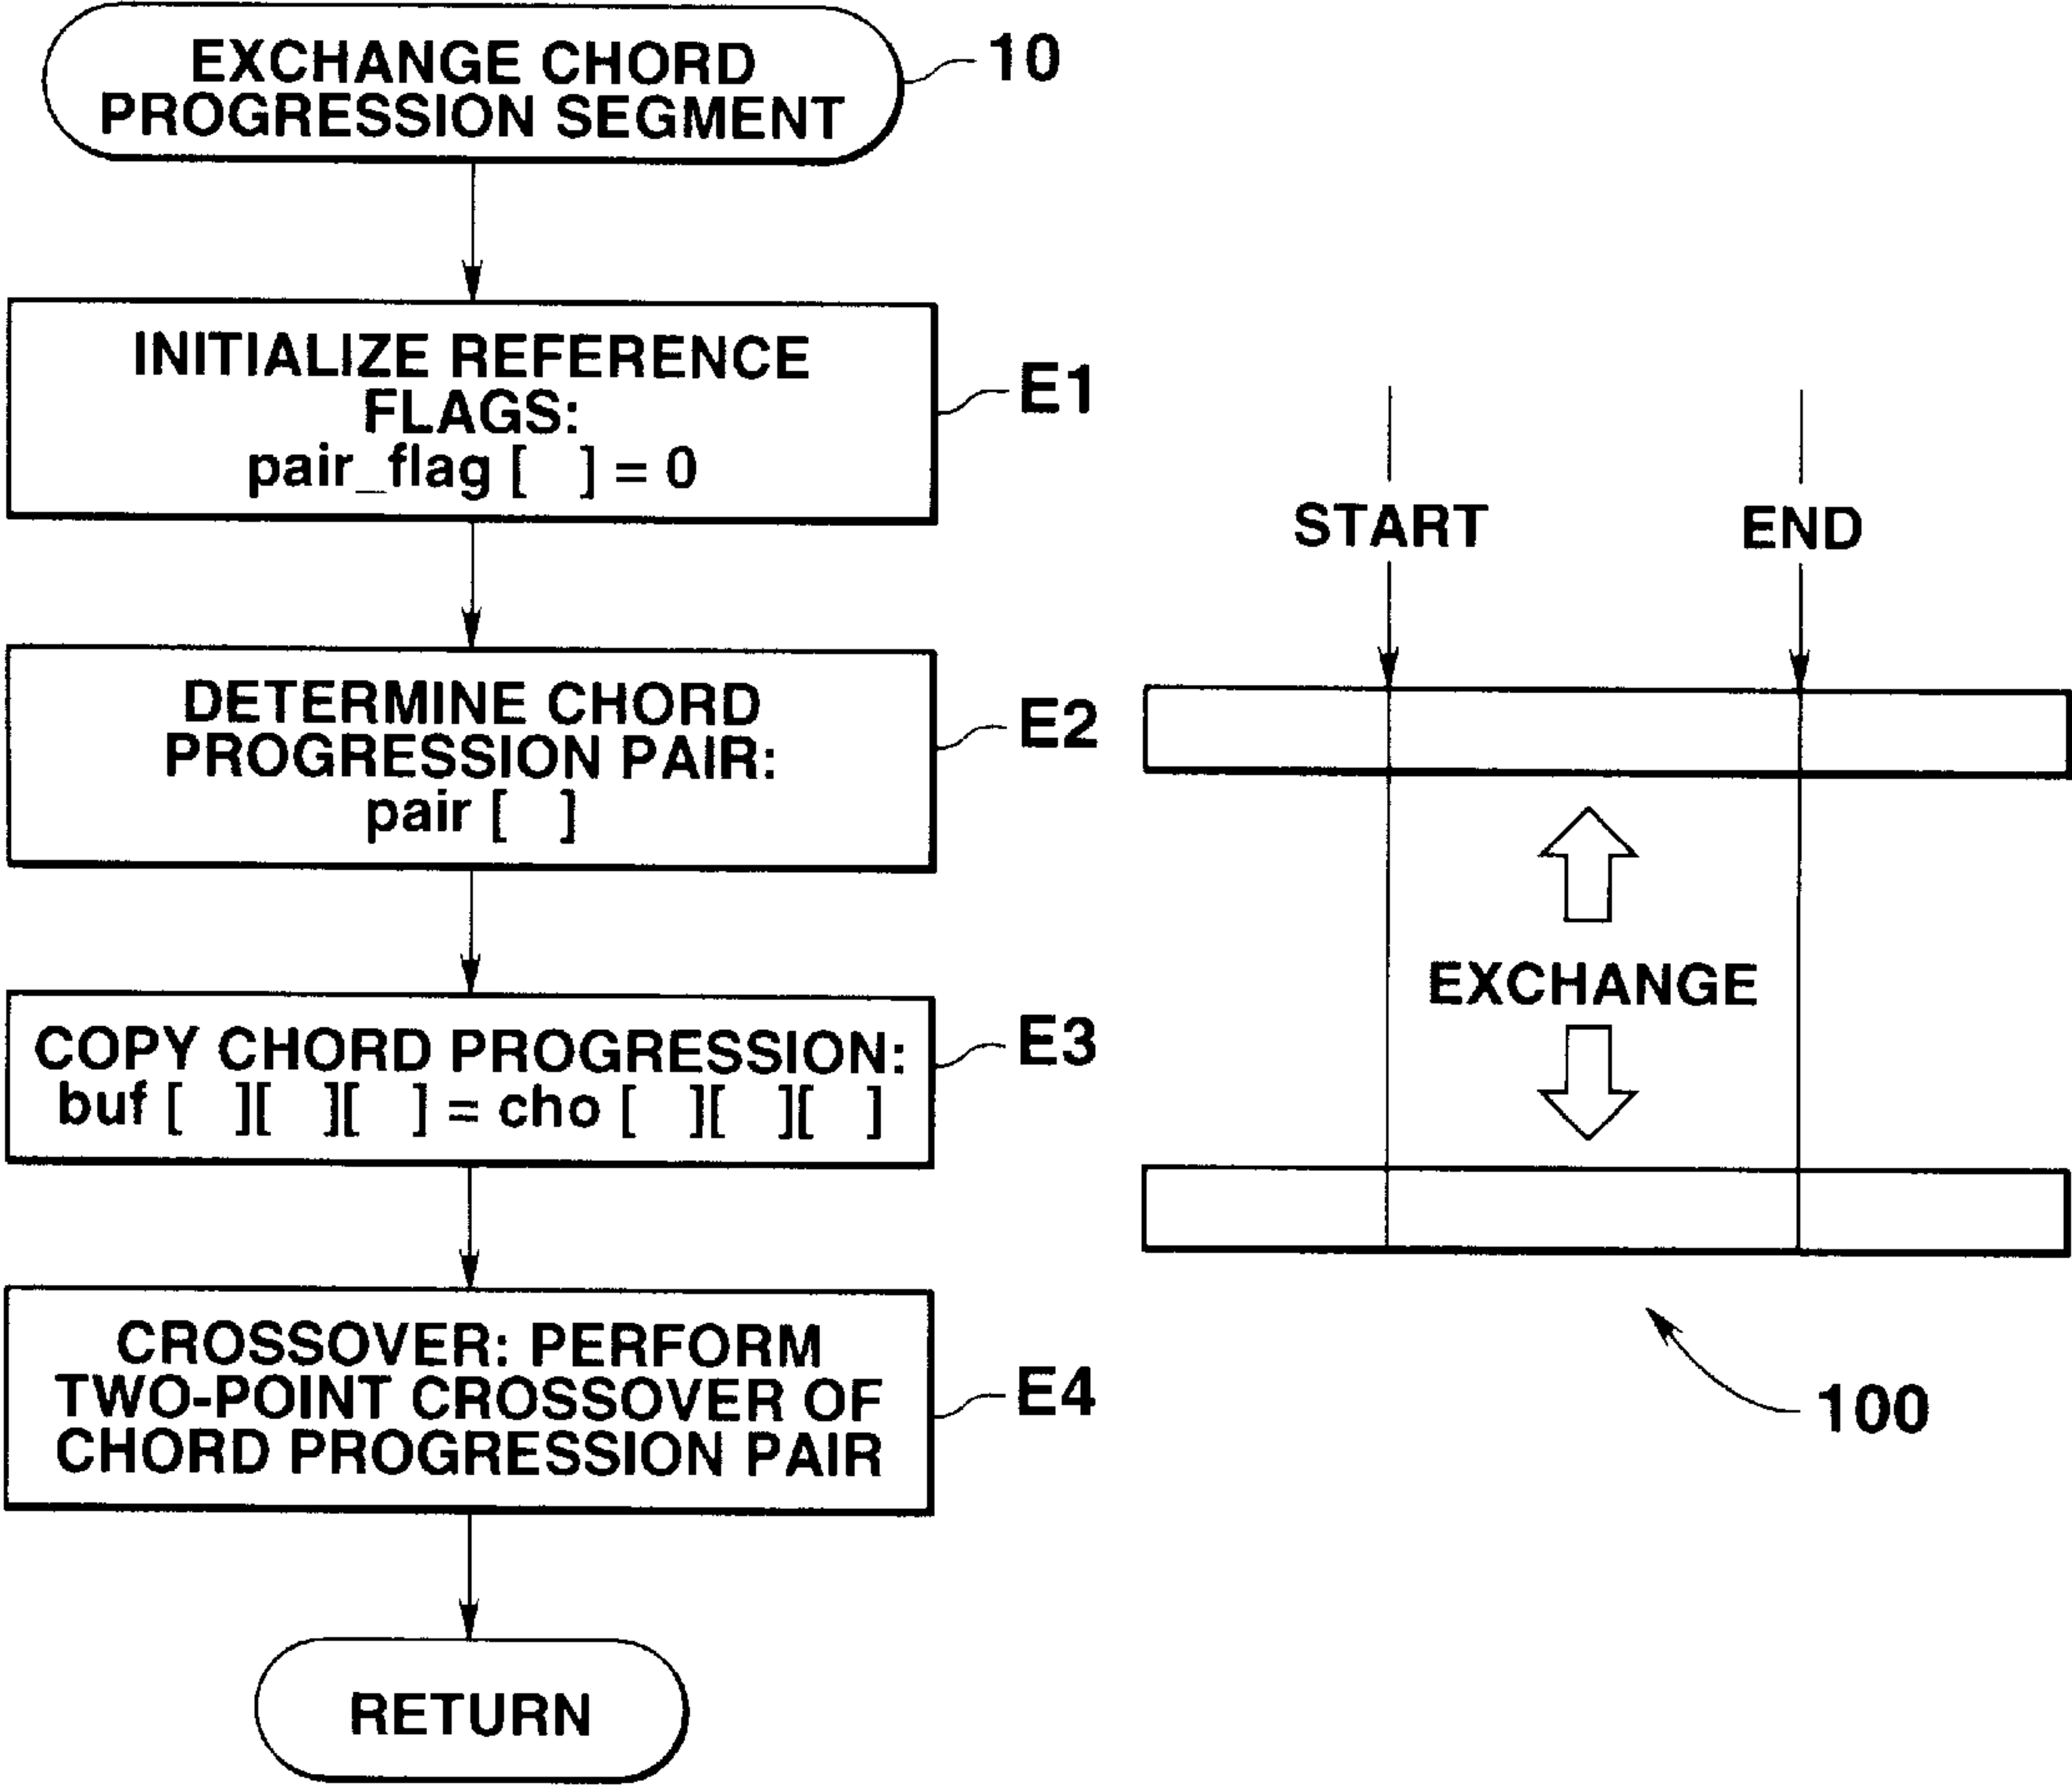 EXCHANGE CHORD
PROGRESSION SEGMENT
10
INITIALIZE REFERENCE
FLAGS:
pair_flag [ ] = 0
E1
DETERMINE CHORD
PROGRESSION PAIR:
pair [ ]
E2
COPY CHORD PROGRESSION:
buf [ ][ ][ ] = cho [ ][ ][ ]
E3
CROSSOVER: PERFORM
TWO-POINT CROSSOVER OF
CHORD PROGRESSION PAIR
E4
RETURN
START
END
EXCHANGE
100